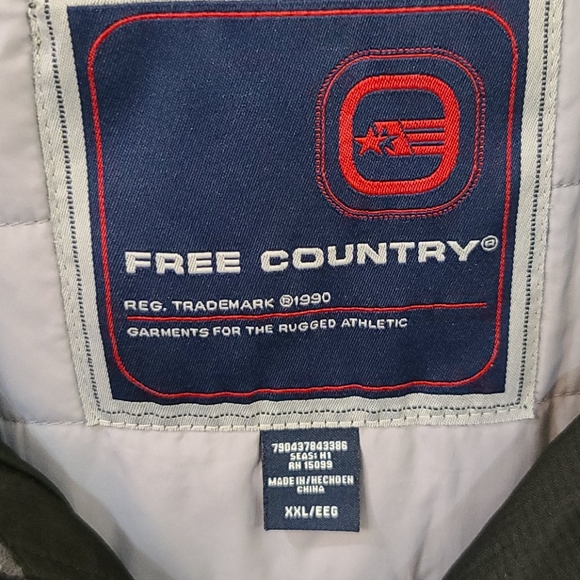 FREE COUNTRY®
REG. TRADEMARK ®1990
GARMENTS FOR THE RUGGED ATHLETIC
790437843386
SEAS: H1
RN 15099
MADE IN/HECHO EN
CHINA
XXL/EEG